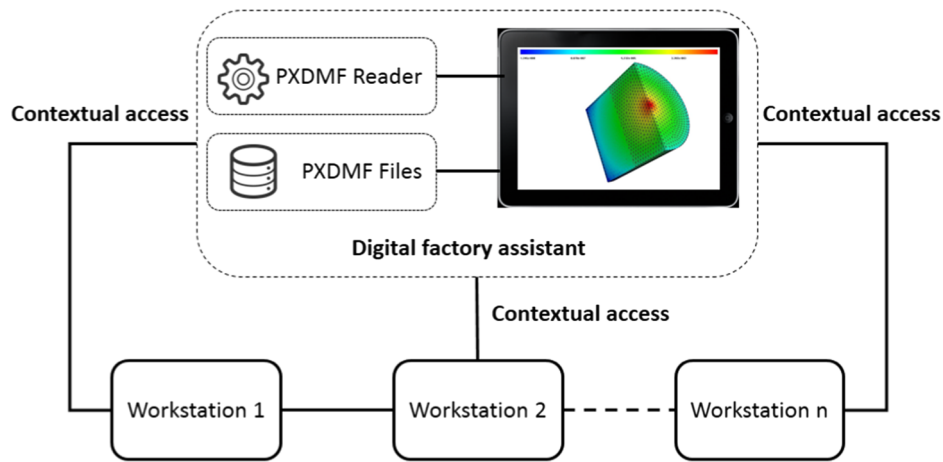 PXDMF Reader
Contextual access
Contextual access
PXDMF Files
Digital factory assistant
Contextual access
Workstation 1
Workstation 2
Workstation n